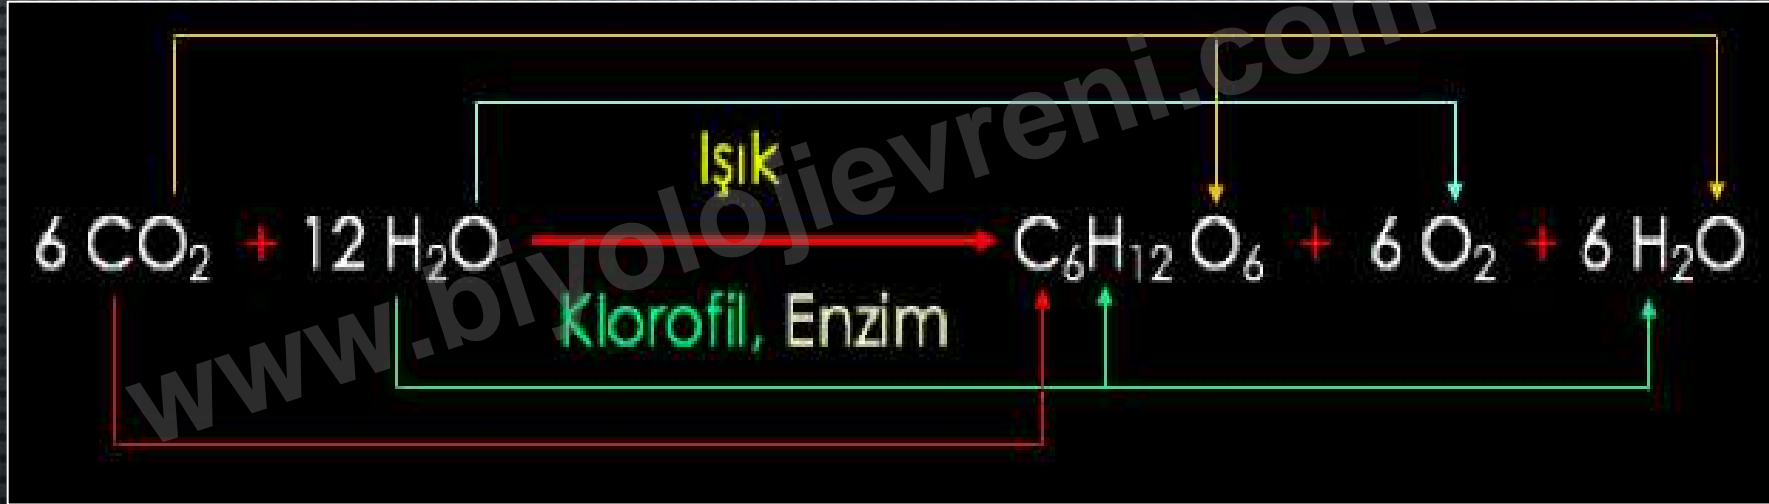 Işık
6 CO₂ + 12 H₂O C₆H₁₂ O₆ + 6 O₂ + 6 H₂O
Klorofil, Enzim
www.biyolojievreni.com